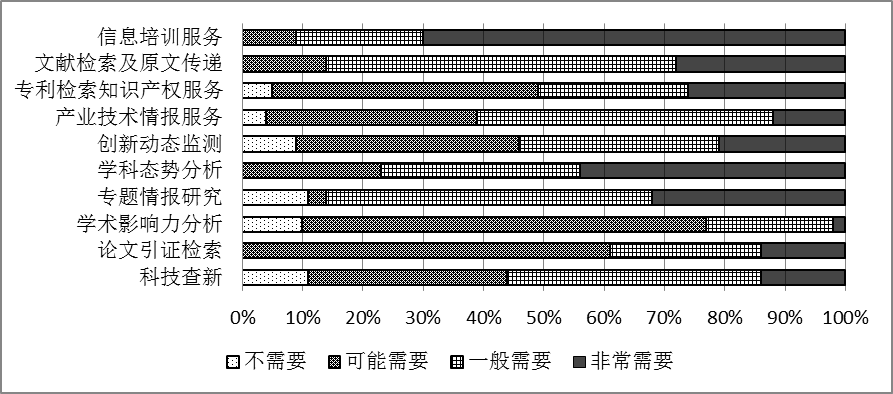 信息培训服务
文献检索及原文传递
专利检索知识产权服务
产业技术情报服务
创新动态监测
学科态势分析
专题情报研究
学术影响力分析
论文引证检索
科技查新
0% 10% 20% 30% 40% 50% 60% 70% 80% 90% 100%
不需要 可能需要 一般需要 非常需要